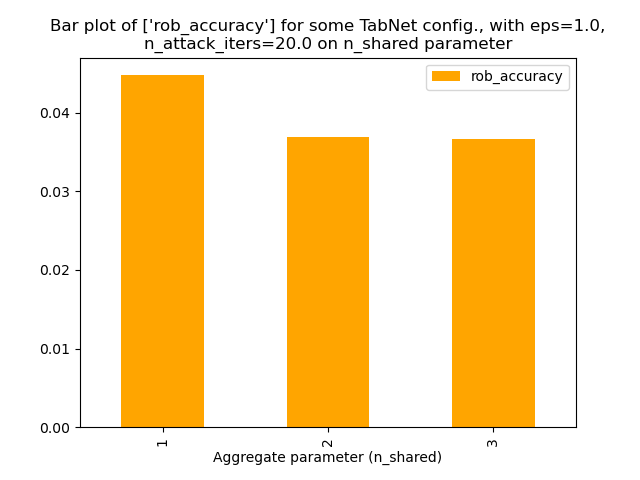 Bar plot of ['rob_accuracy'] for some TabNet config., with eps=1.0,
n_attack_iters=20.0 on n_shared parameter
rob_accuracy
0.04
0.03
0.02
0.01
0.00
1
2
3
Aggregate parameter (n_shared)